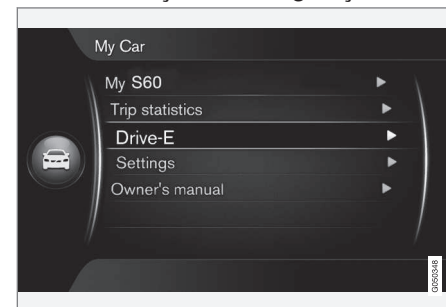 My Car
My S60
Trip statistics
Drive-E
Settings
Owner's manual
G050348